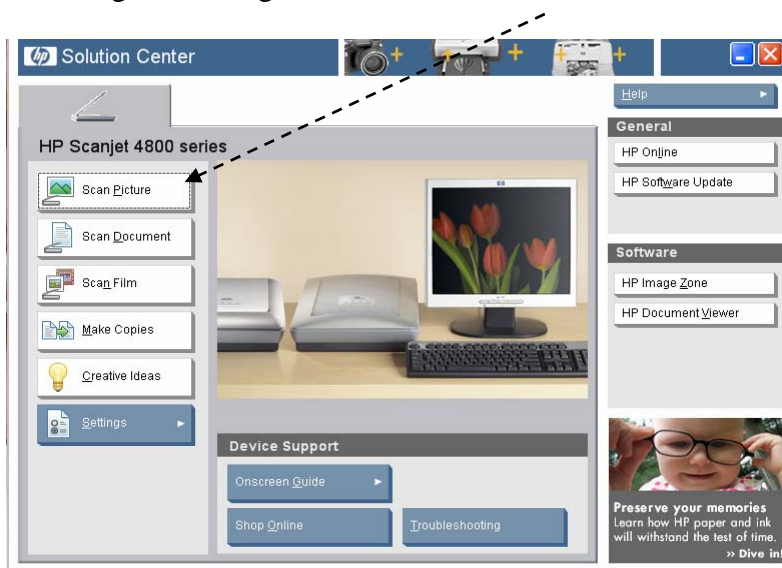 hp Solution Center
HP Scanjet 4800 series
Scan Picture
Scan Document
Scan Film
Make Copies
Creative Ideas
Settings
Device Support
Onscreen Guide
Shop Online
Troubleshooting
Help
General
HP Online
HP Software Update
Software
HP Image Zone
HP Document Viewer
Preserve your memories
Learn how HP paper and ink
will withstand the test of time.
>> Dive in!